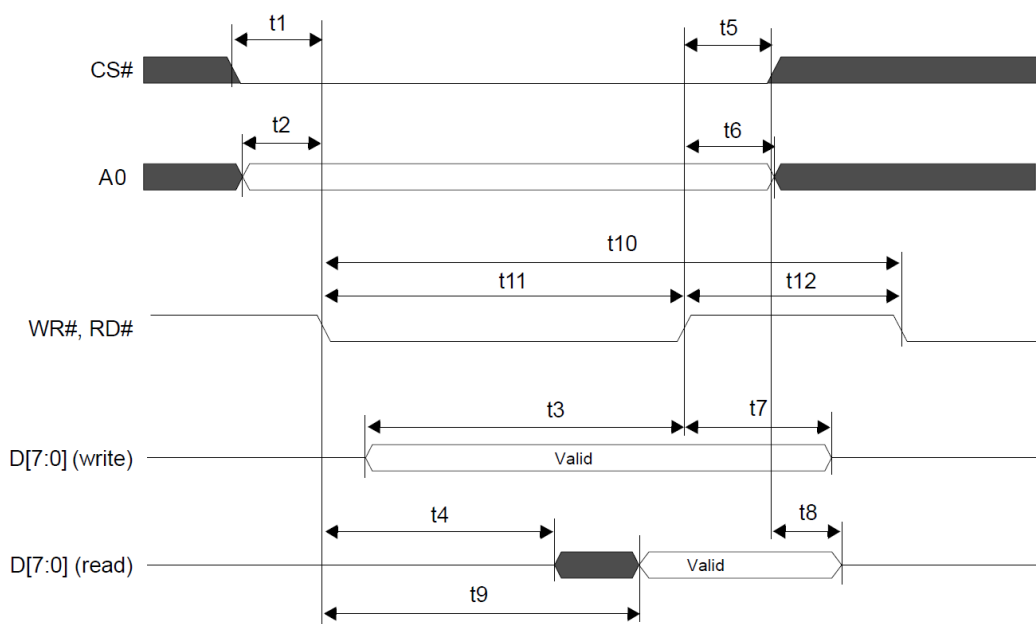 t1
t5
CS#
t2
t6
A0
t10
t11
t12
WR#, RD#
t3
t7
D[7:0] (write)
Valid
t4
t8
D[7:0] (read)
Valid
t9